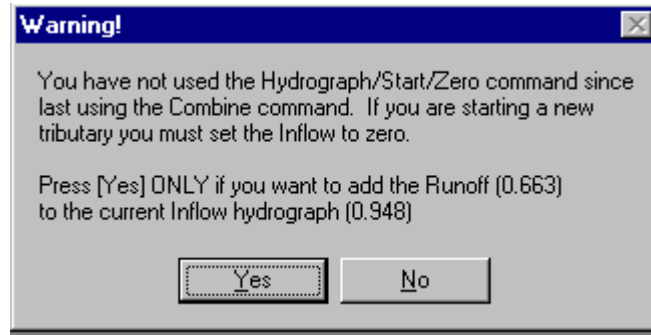 Warning!
You have not used the Hydrograph/Start/Zero command since
last using the Combine command.  If you are starting a new
tributary you must set the Inflow to zero.
Press [Yes] ONLY if you want to add the Runoff (0.663)
to the current Inflow hydrograph (0.948)
Yes
No